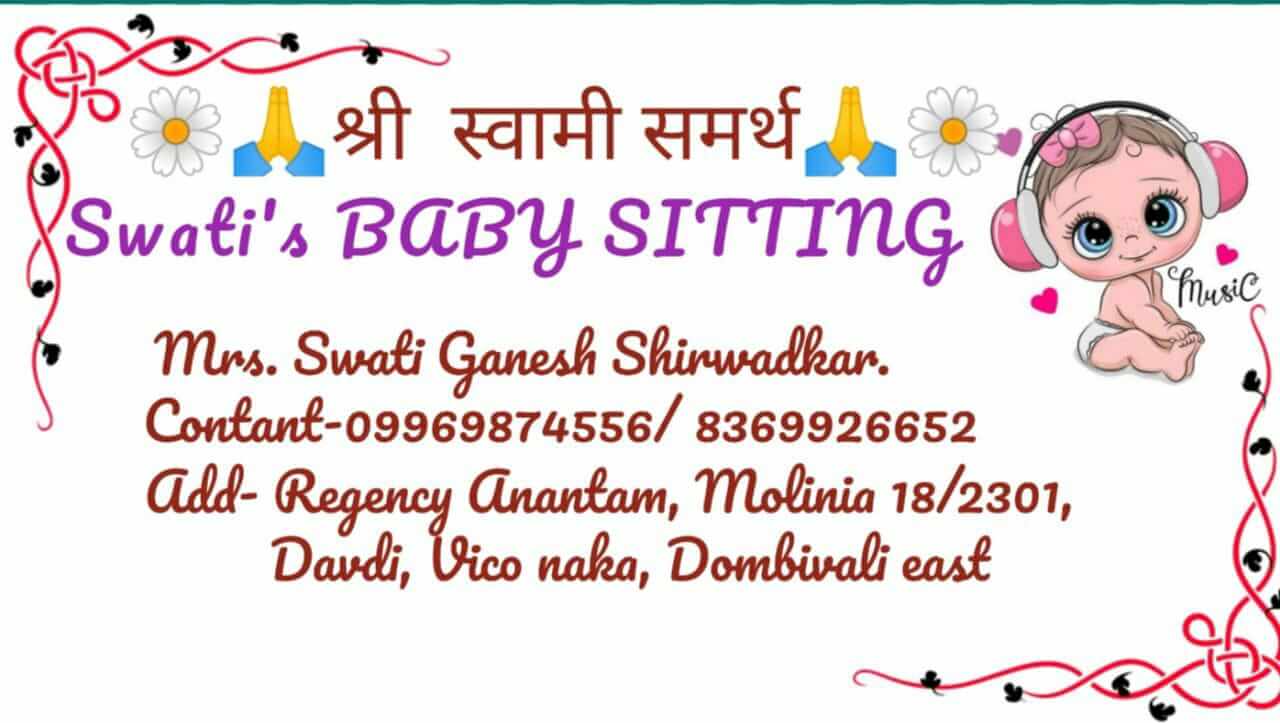 🌼🙏श्री स्वामी समर्थ🙏🌼
Swati's BABY SITTING
Music
Mrs. Swati Ganesh Shirwadkar.
Contant-09969874556/ 8369926652
Add- Regency Anantam, Molinia 18/2301,
Davdi, Vico naka, Dombivali east